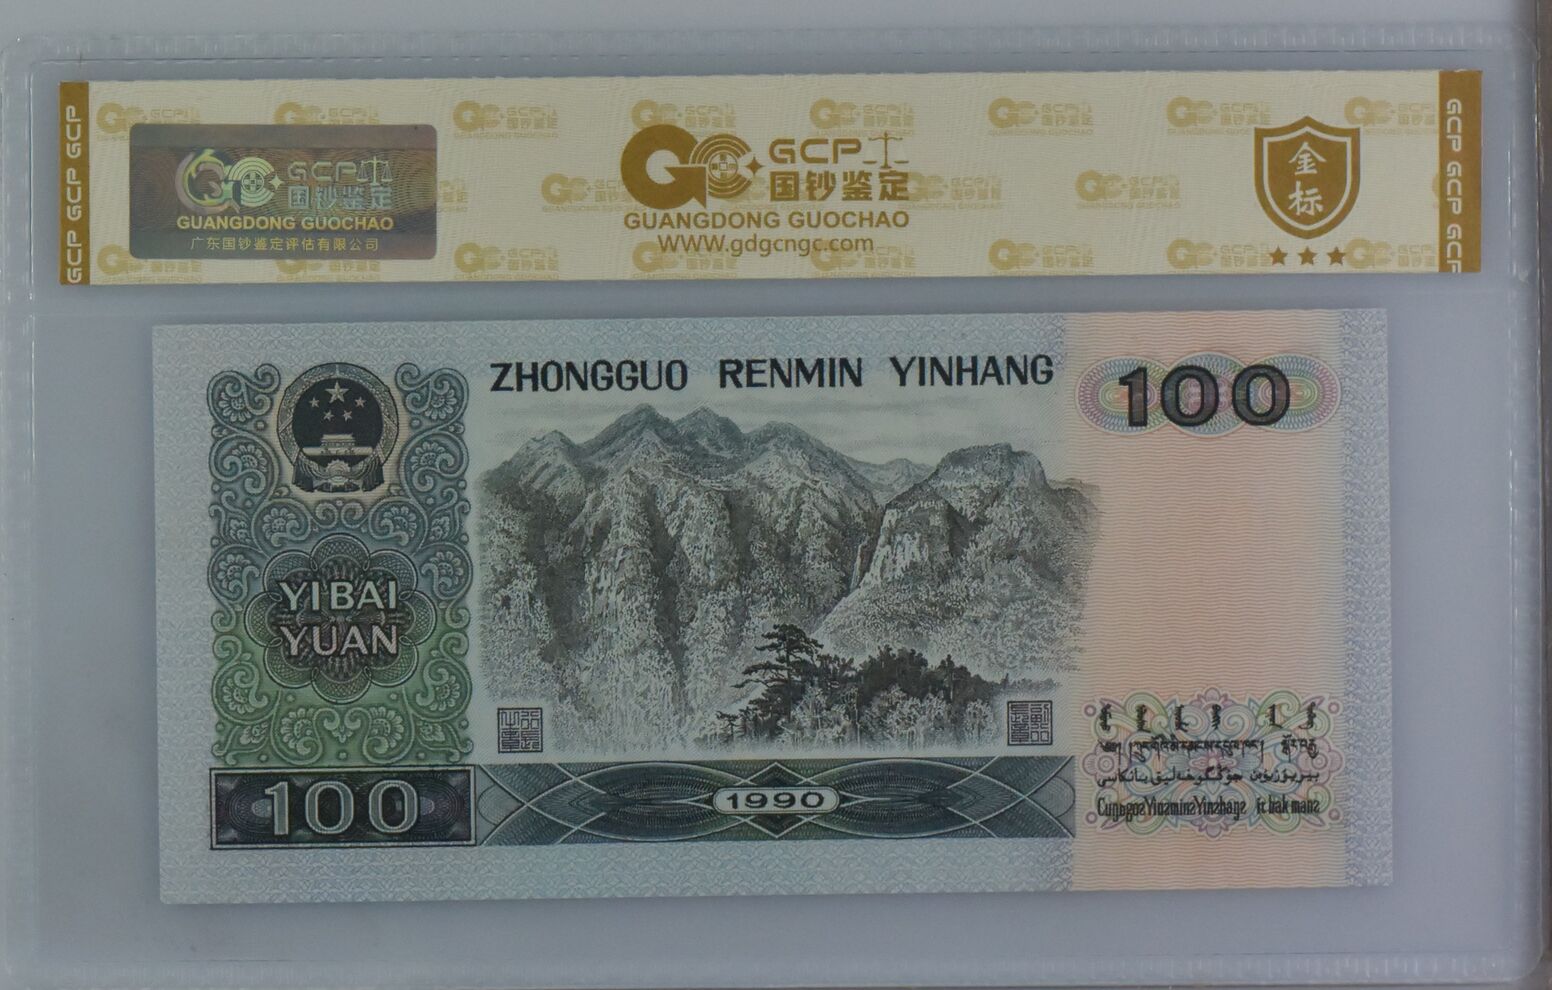 GCP GCP GCP
GCP
国钞鉴定
GUANGDONG GUOCHAO
广东国钞鉴定评估有限公司
GCP
国钞鉴定
GUANGDONG GUOCHAO
WWW.gdgcngc.com
金
标
GCP GCP GCP
ZHONGGUO RENMIN YINHANG
100
YIBAI
YUAN
100
1990